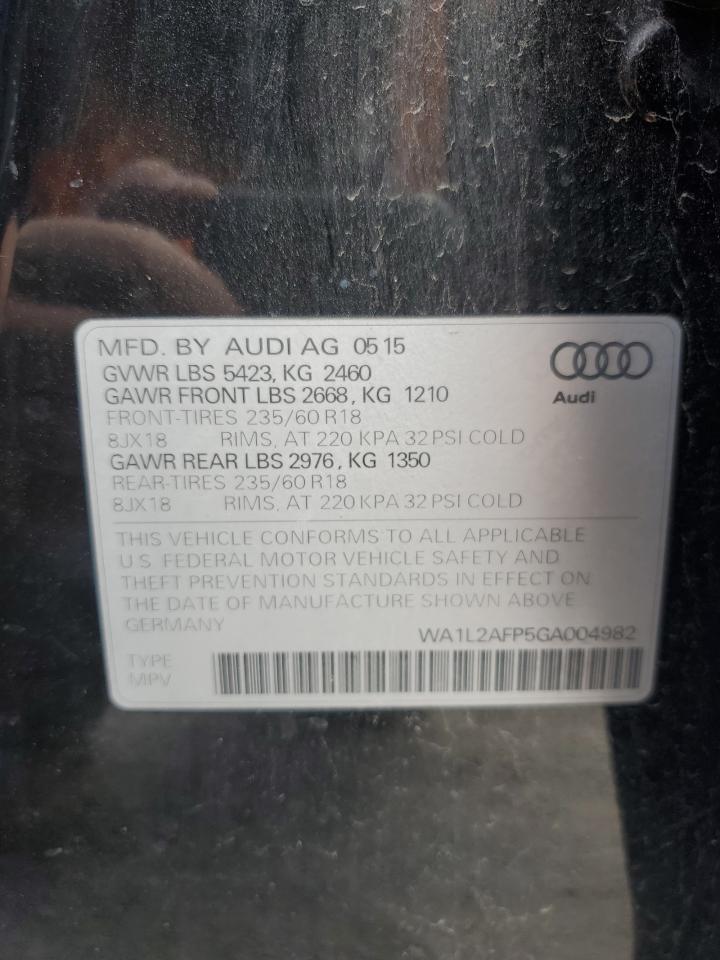 MFD. BY AUDI AG 05 15
GVWR LBS 5423, KG 2460
GAWR FRONT LBS 2668, KG 1210
FRONT-TIRES 235/60 R18
8JX18 RIMS, AT 220 KPA 32 PSI COLD
GAWR REAR LBS 2976, KG 1350
REAR-TIRES 235/60 R18
8JX18 RIMS, AT 220 KPA 32 PSI COLD
Audi
THIS VEHICLE CONFORMS TO ALL APPLICABLE
U.S. FEDERAL MOTOR VEHICLE SAFETY AND
THEFT PREVENTION STANDARDS IN EFFECT ON
THE DATE OF MANUFACTURE SHOWN ABOVE
GERMANY
WA1L2AFP5GA004982
TYPE
MPV